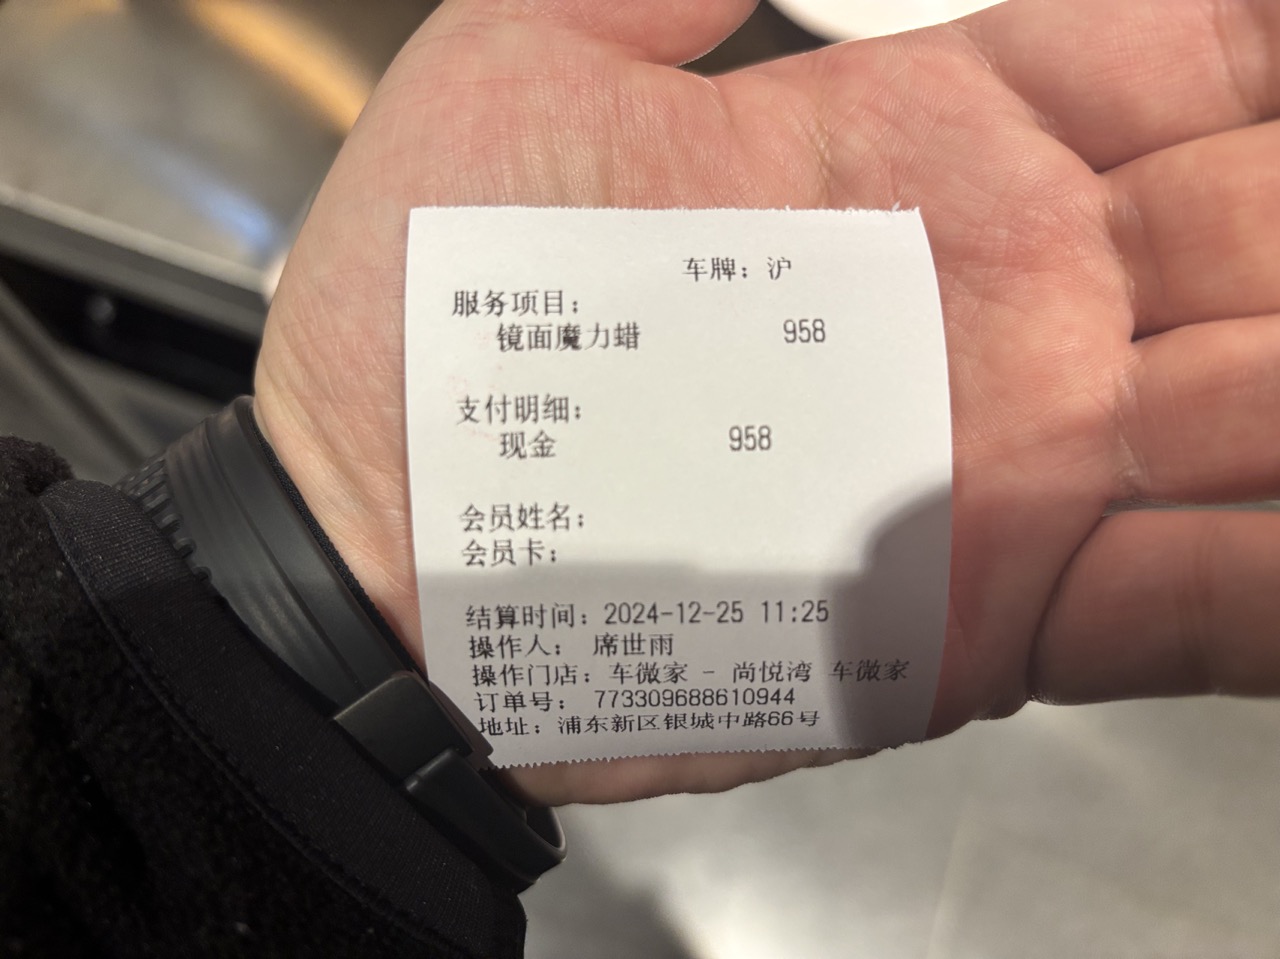 车牌：沪
服务项目：
镜面魔力蜡 958
支付明细：
现金 958
会员姓名：
会员卡：
结算时间：2024-12-25 11:25
操作人： 席世雨
操作门店：车微家 - 尚悦湾 车微家
订单号： 773309688610944
地址：浦东新区银城中路66号